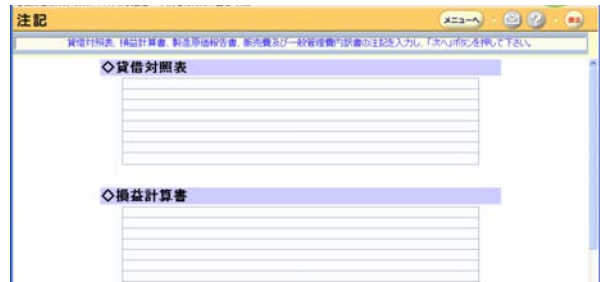 注記
メニューへ
戻る
貸借対照表、損益計算書、製造原価報告書、販売費及び一般管理費内訳書の注記を入力し、「次へ」ボタンを押して下さい。
◇貸借対照表
◇損益計算書